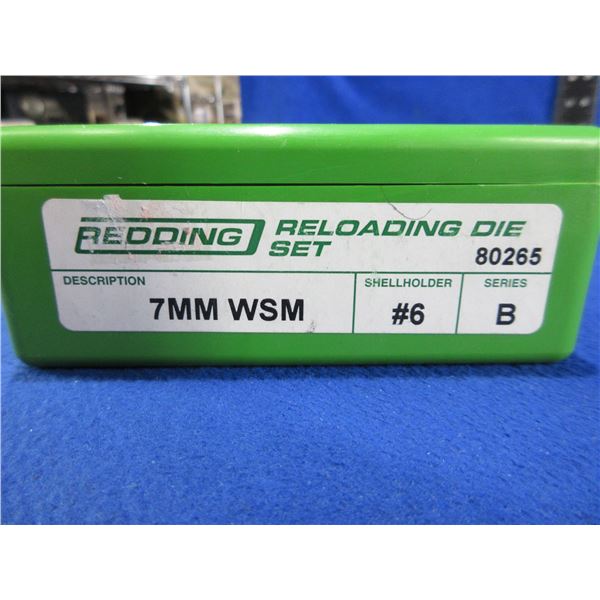 REDDING RELOADING DIE
SET 80265
DESCRIPTION SHELLHOLDER SERIES
7MM WSM #6 B